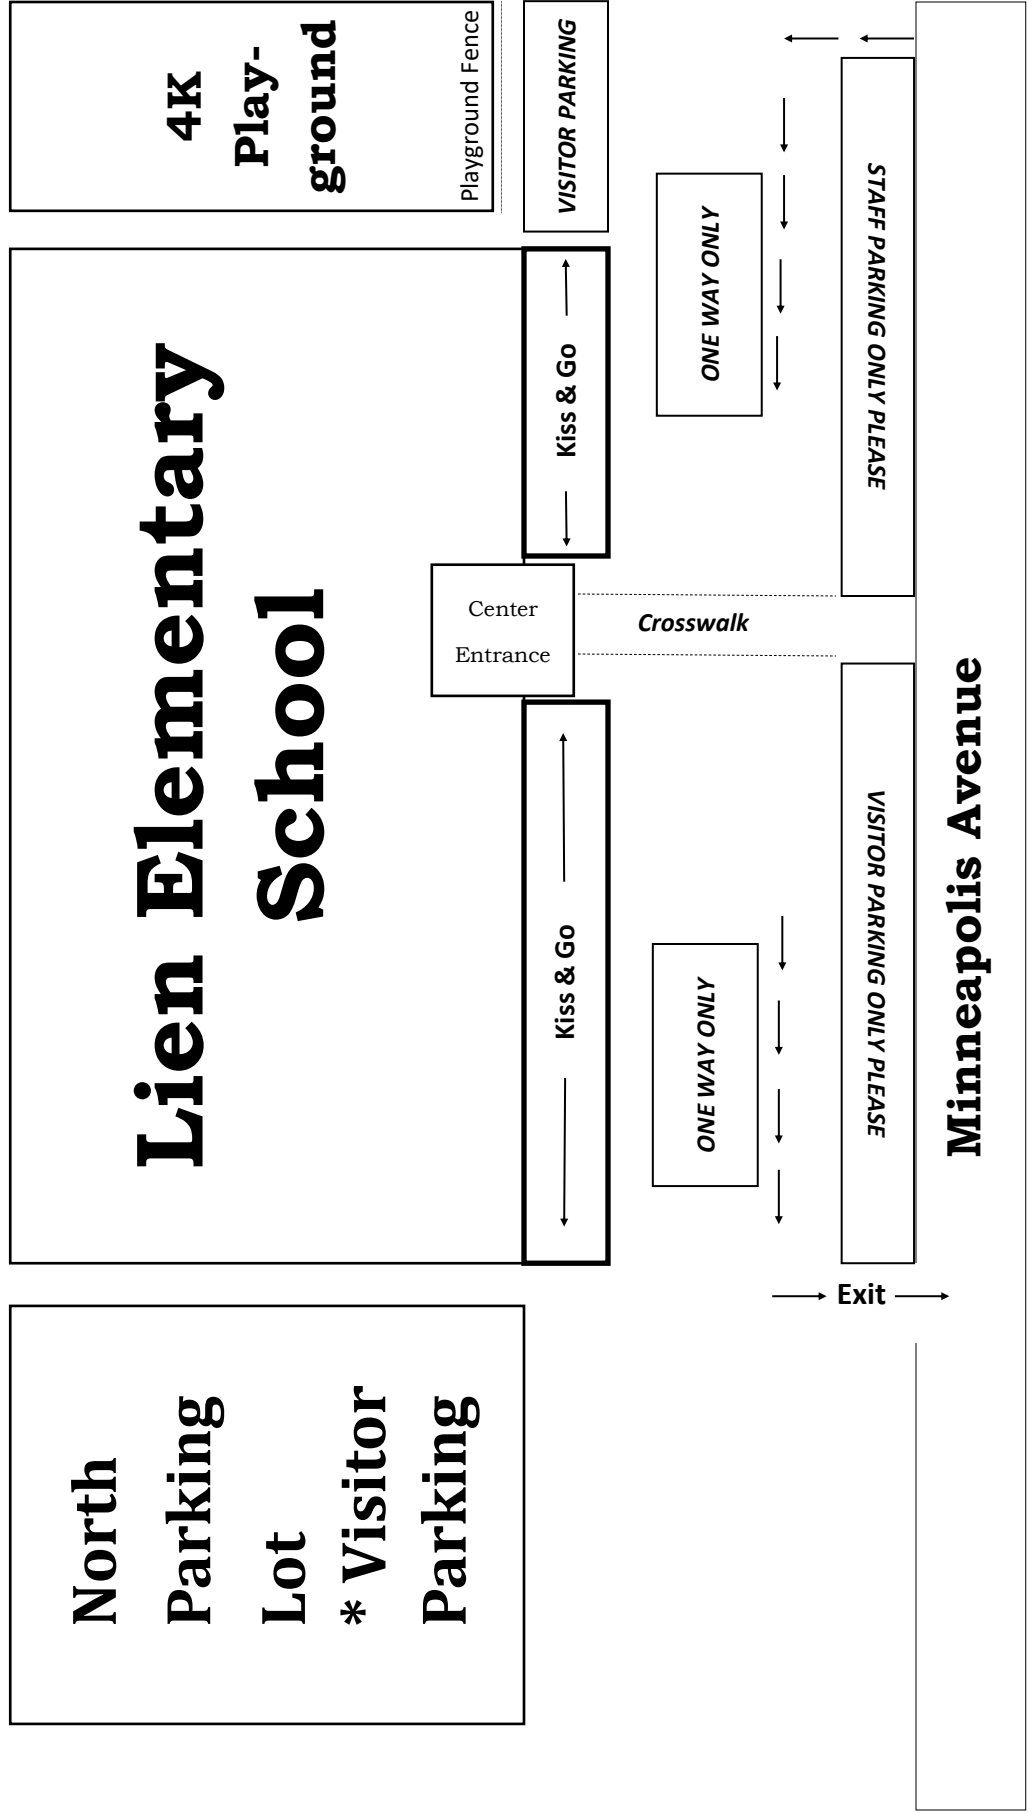 4K
Play-
ground
Playground Fence
VISITOR PARKING
Lien Elementary
School
Kiss & Go
ONE WAY ONLY
STAFF PARKING ONLY PLEASE
Center
Entrance
Crosswalk
Kiss & Go
ONE WAY ONLY
VISITOR PARKING ONLY PLEASE
Minneapolis Avenue
Exit
North
Parking
Lot
* Visitor
Parking